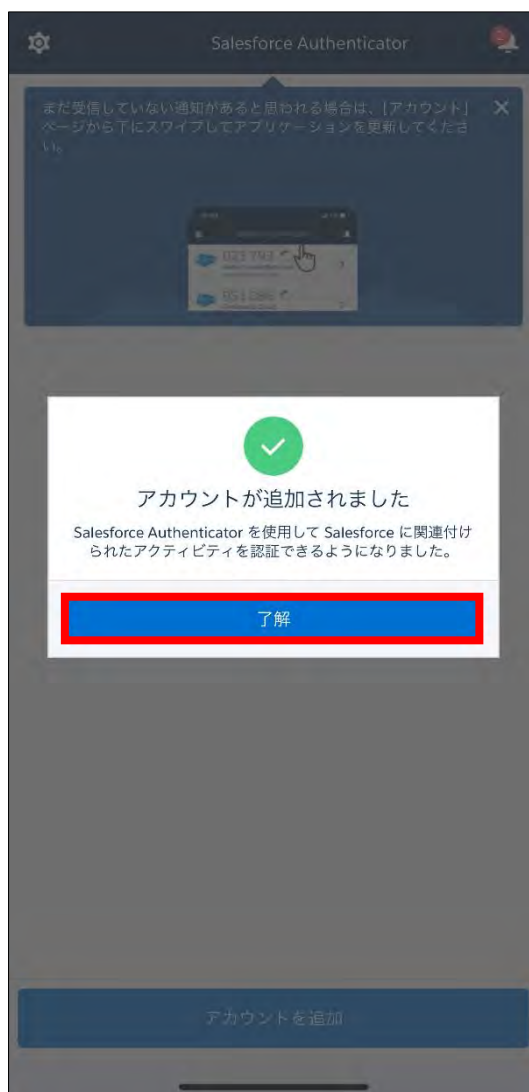 Salesforce Authenticator
まだ受信していない通知があると思われる場合は、[アカウント]
ページから下にスワイプしてアプリケーションを更新してくださ
い。
アカウントが追加されました
Salesforce Authenticator を使用して Salesforce に関連付け
られたアクティビティを認証できるようになりました。
了解
アカウントを追加